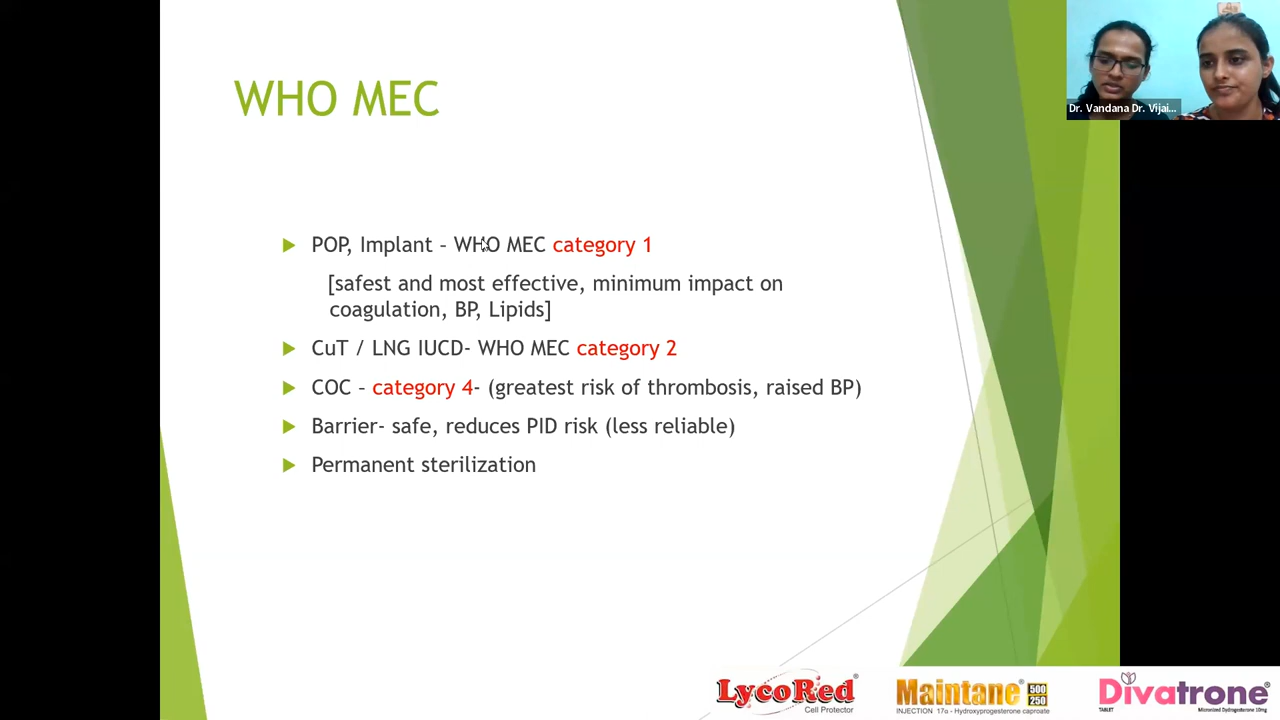 Dr. Vandana Dr. Vijai...
WHO MEC
POP, Implant – WHO MEC category 1
[safest and most effective, minimum impact on
coagulation, BP, Lipids]
CuT / LNG IUCD- WHO MEC category 2
COC – category 4- (greatest risk of thrombosis, raised BP)
Barrier- safe, reduces PID risk (less reliable)
Permanent sterilization
LycoRed®
Cell Protector
Maintane® 500 250
INJECTION 17α - Hydroxyprogesterone caproate
Divatrone®
TABLET Micronized Dydrogesterone 10mg